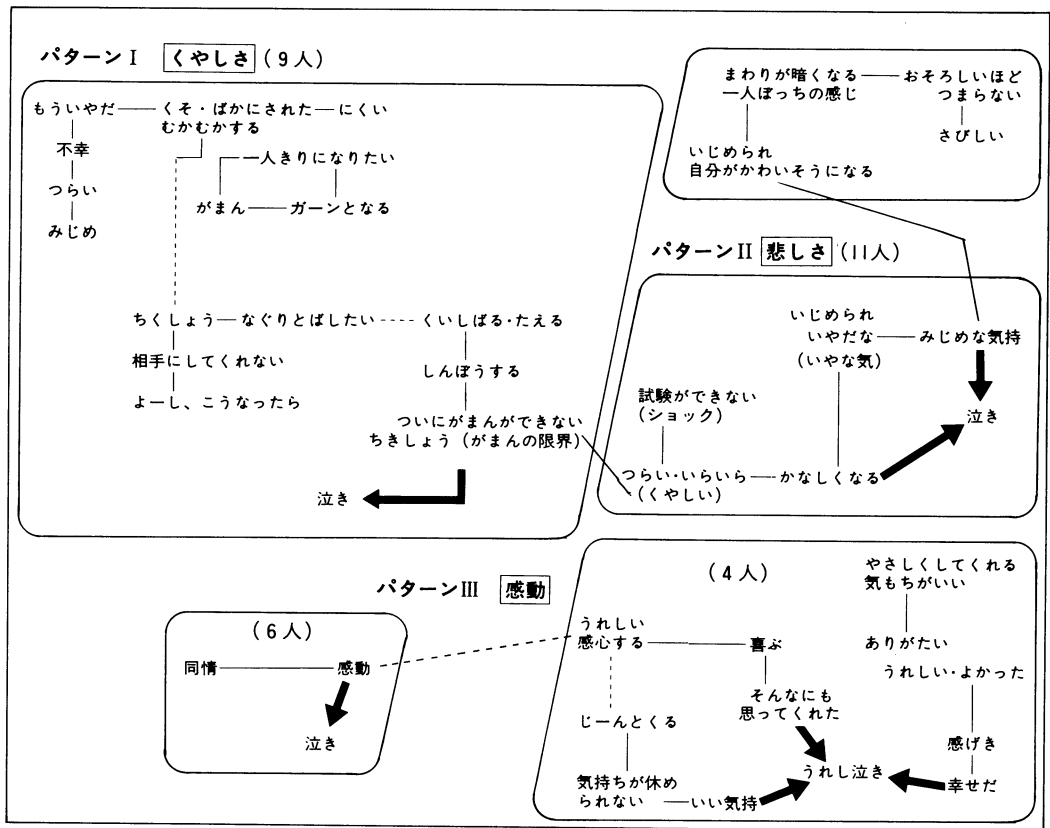 パターンⅠ くやしさ (9人)
もういやだ
くそ・ばかにされた
むかむかする
にくい
不幸
つらい
みじめ
一人きりになりたい
がまん
ガーンとなる
ちくしょう
なぐりとばしたい
くいしばる・たえる
相手にしてくれない
よーし、こうなったら
しんぼうする
ついにがまんができない
ちきしょう (がまんの限界)
泣き
まわりが暗くなる
一人ぼっちの感じ
おそろしいほど
つまらない
さびしい
いじめられ
自分がかわいそうになる
パターンⅡ 悲しさ (11人)
いじめられ
いやだな
(いやな気)
みじめな気持
泣き
試験ができない
(ショック)
つらい・いらいら
(くやしい)
かなしくなる
パターンⅢ 感動
(6人)
同情
感動
泣き
(4人)
うれしい
感心する
喜ぶ
そんなにも
思ってくれた
じーんとくる
気持ちが休め
られない
いい気持
うれし泣き
やさしくしてくれる
気もちがいい
ありがたい
うれしい・よかった
感げき
幸せだ